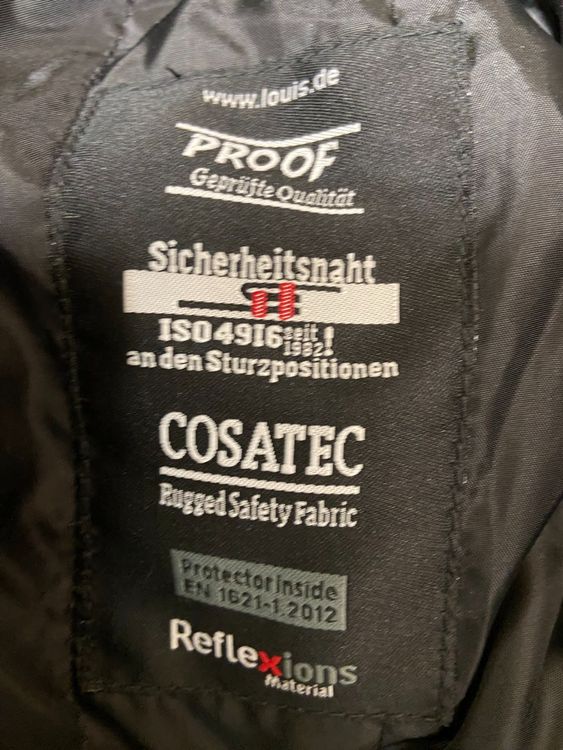 www.louis.de
PROOF
Geprüfte Qualität
Sicherheitsnaht
ISO 4916 seit 1982!
an den Sturzpositionen
COSATEC
Rugged Safety Fabric
Protector inside
EN 1621-1:2012
Reflexions
Material